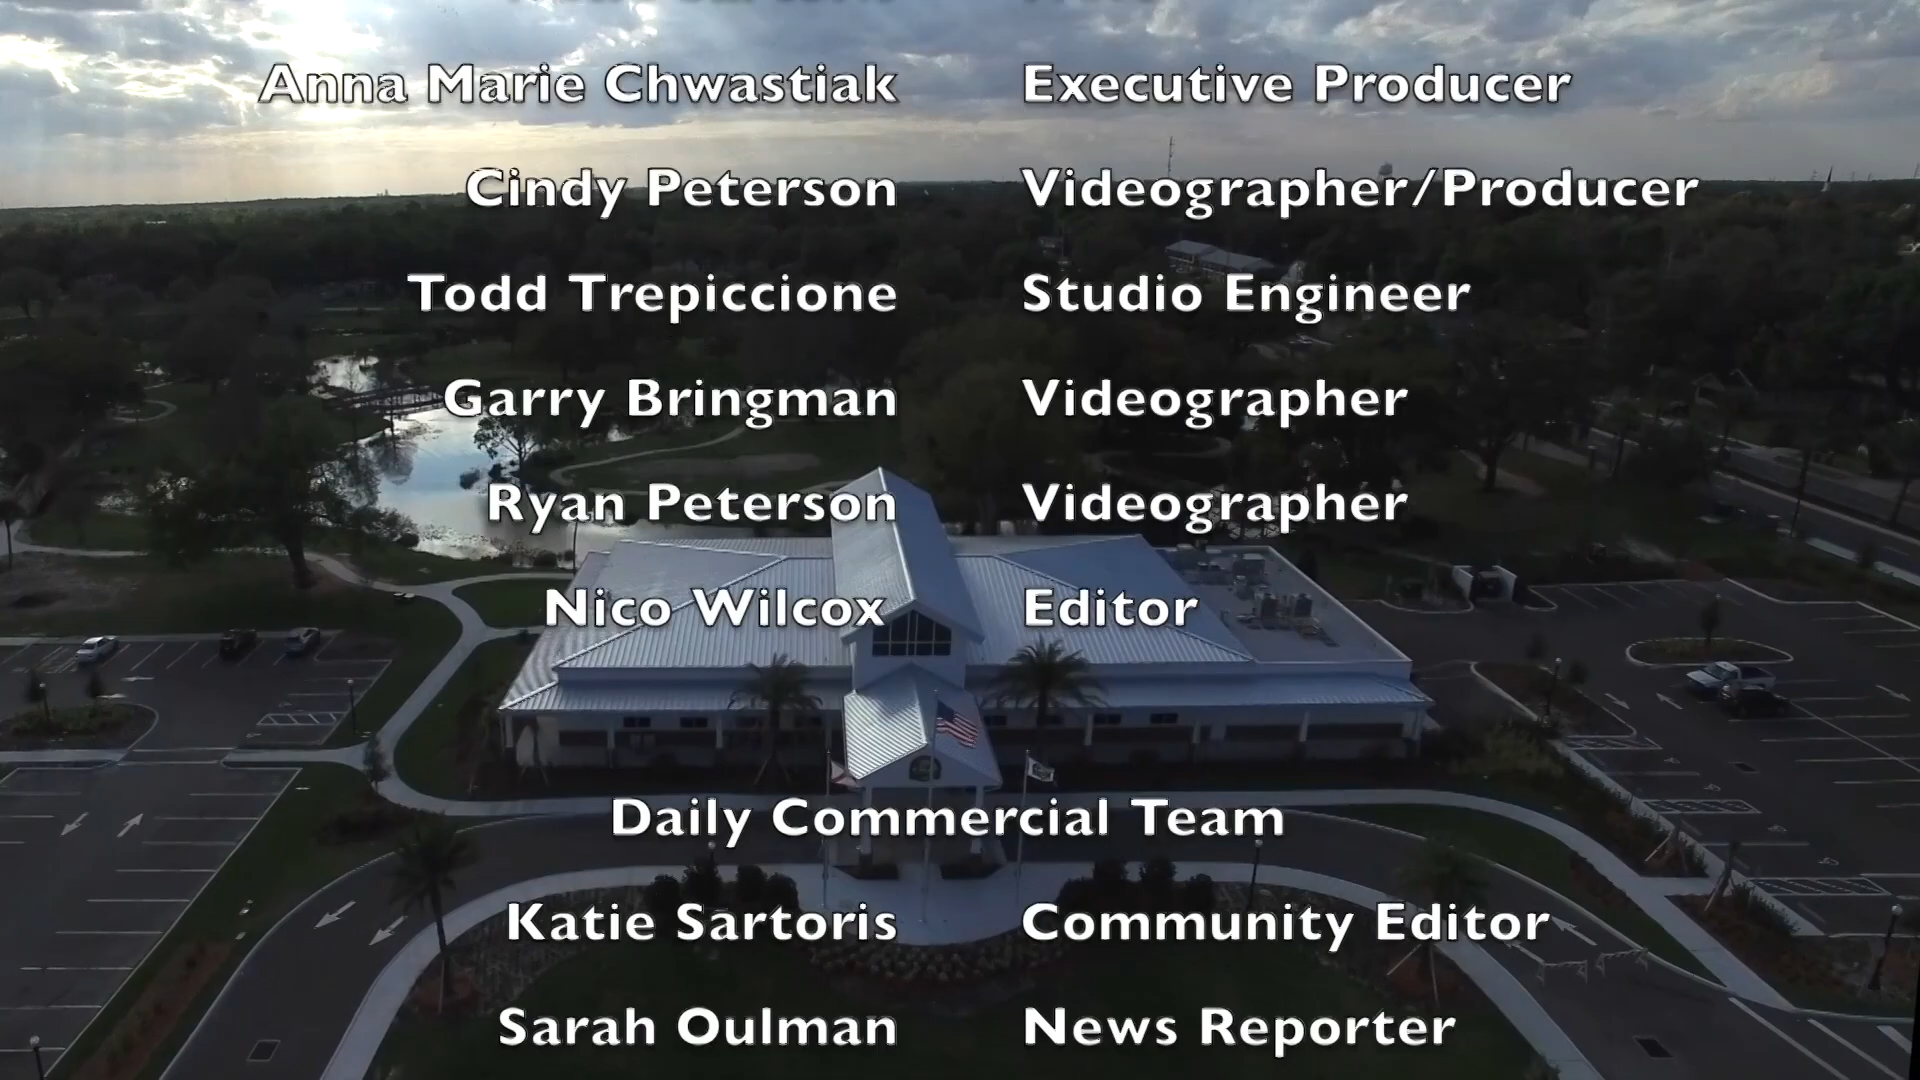 Anna Marie Chwastiak Executive Producer
Cindy Peterson Videographer/Producer
Todd Trepiccione Studio Engineer
Garry Bringman Videographer
Ryan Peterson Videographer
Nico Wilcox Editor
Daily Commercial Team
Katie Sartoris Community Editor
Sarah Oulman News Reporter